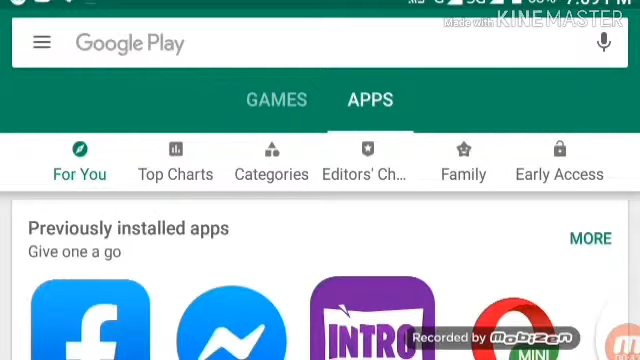 Made with KINEMASTER
Google Play
GAMES APPS
For You Top Charts Categories Editors' Ch... Family Early Access
Previously installed apps
MORE
Give one a go
f
INTRO
MINI
Recorded by mobizen